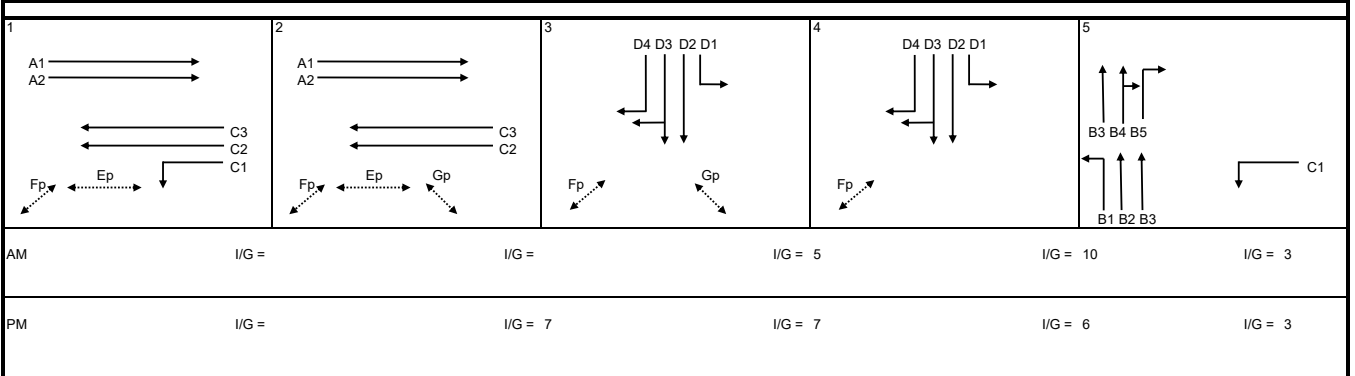 1
A1
A2
C3
C2
C1
Fp
Ep
2
A1
A2
C3
C2
Fp
Ep
Gp
3
D4 D3 D2 D1
Fp
Gp
4
D4 D3 D2 D1
Fp
5
B3 B4 B5
C1
B1 B2 B3
AM I/G = I/G = I/G = 5 I/G = 10 I/G = 3
PM I/G = I/G = 7 I/G = 7 I/G = 6 I/G = 3